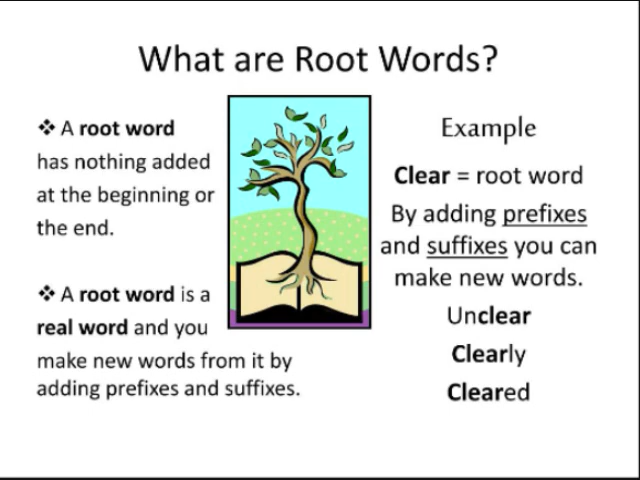 What are Root Words?
❖ A root word
has nothing added
at the beginning or
the end.
❖ A root word is a
real word and you
make new words from it by
adding prefixes and suffixes.
Example
Clear = root word
By adding prefixes
and suffixes you can
make new words.
Unclear
Clearly
Cleared